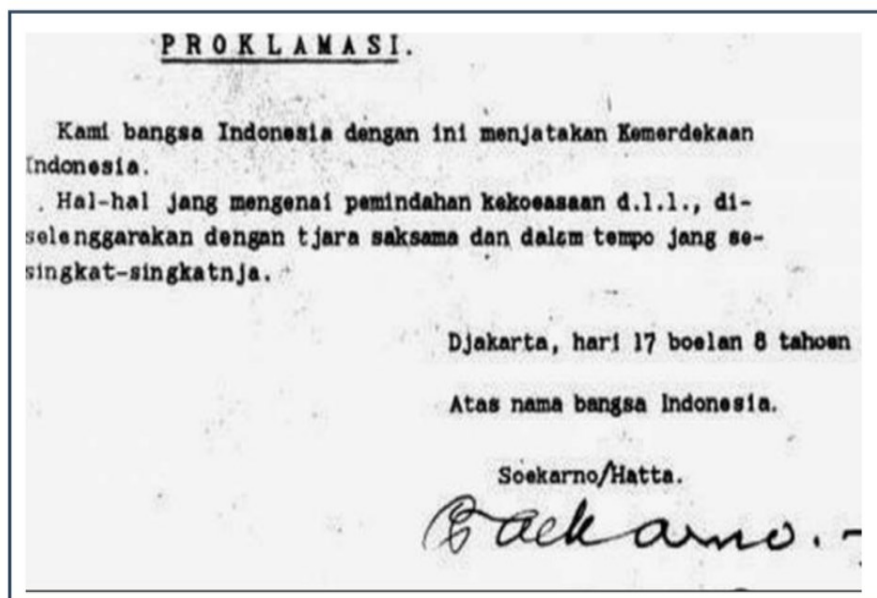 PROKLAMASI.
Kami bangsa Indonesia dengan ini menjatakan Kemerdekaan
Indonesia.
Hal-hal jang mengenai pemindahan kekoeasaan d.l.l., di-
selenggarakan dengan tjara saksama dan dalam tempo jang se-
singkat-singkatnja.
Djakarta, hari 17 boelan 8 tahoen
Atas nama bangsa Indonesia.
Soekarno/Hatta.
Soekarno.-